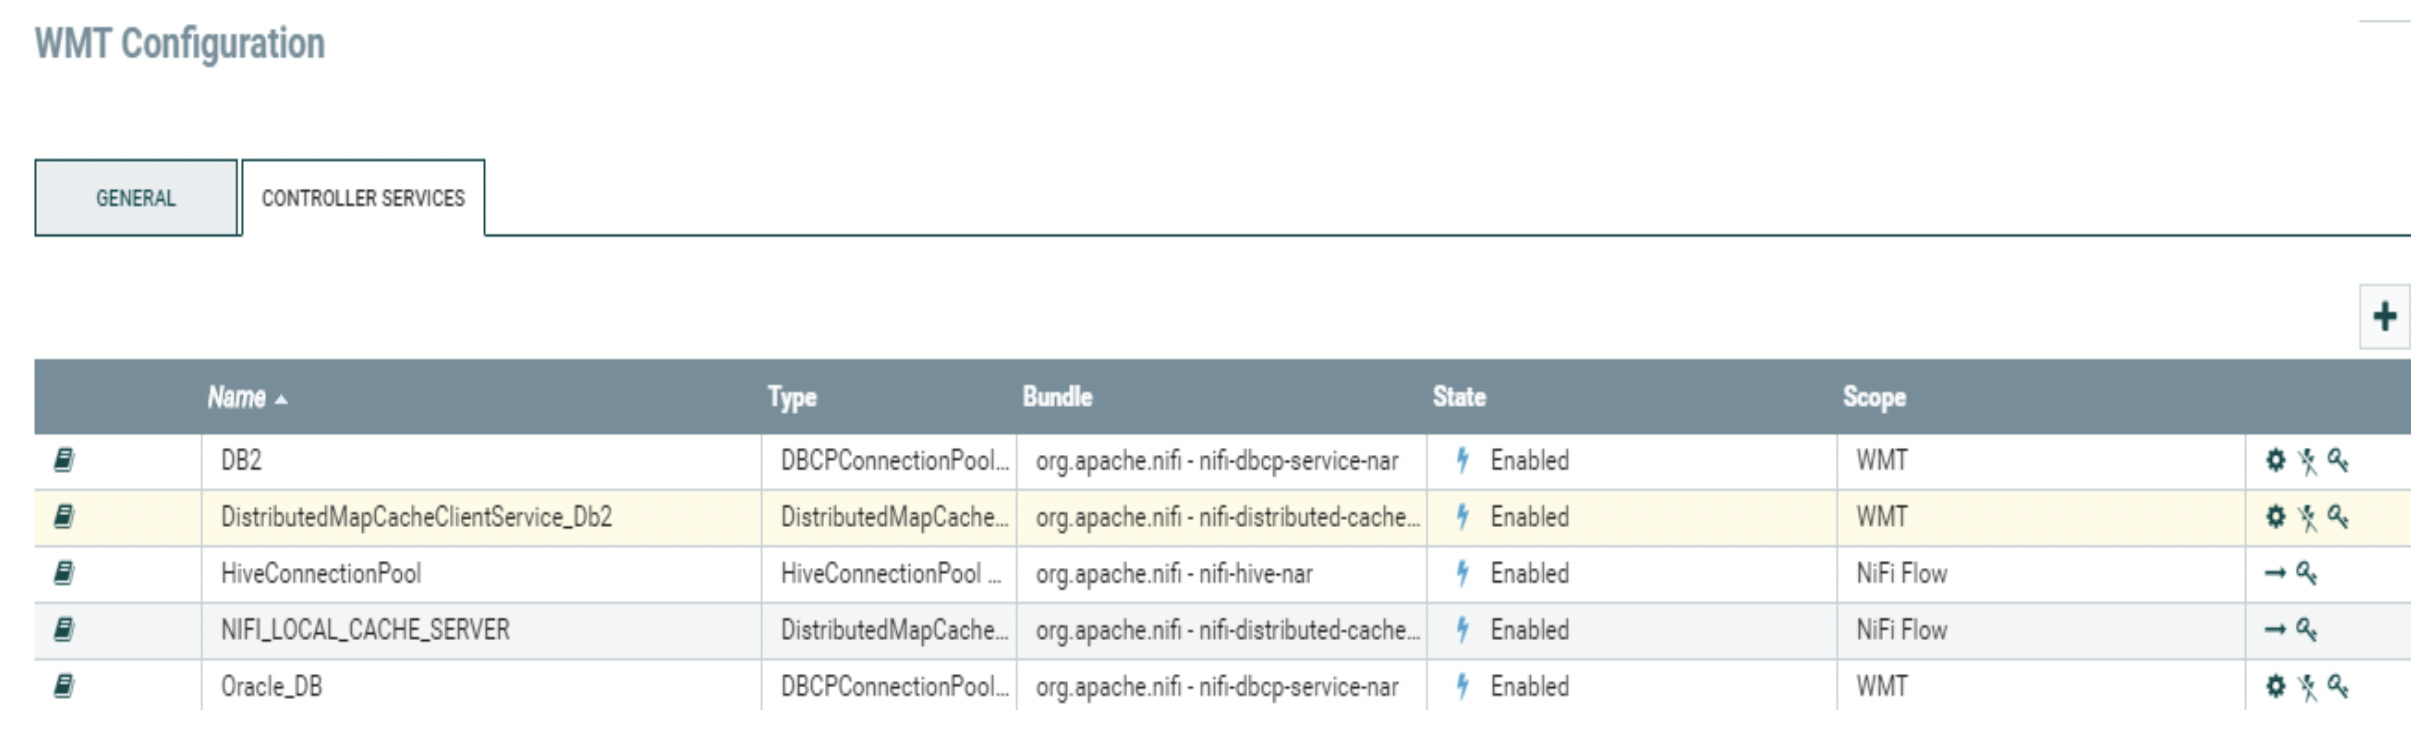 WMT Configuration
GENERAL CONTROLLER SERVICES
Name Type Bundle State Scope
DB2 DBCPConnectionPool... org.apache.nifi - nifi-dbcp-service-nar Enabled WMT
DistributedMapCacheClientService_Db2 DistributedMapCache... org.apache.nifi - nifi-distributed-cache... Enabled WMT
HiveConnectionPool HiveConnectionPool ... org.apache.nifi - nifi-hive-nar Enabled NiFi Flow
NIFI_LOCAL_CACHE_SERVER DistributedMapCache... org.apache.nifi - nifi-distributed-cache... Enabled NiFi Flow
Oracle_DB DBCPConnectionPool... org.apache.nifi - nifi-dbcp-service-nar Enabled WMT